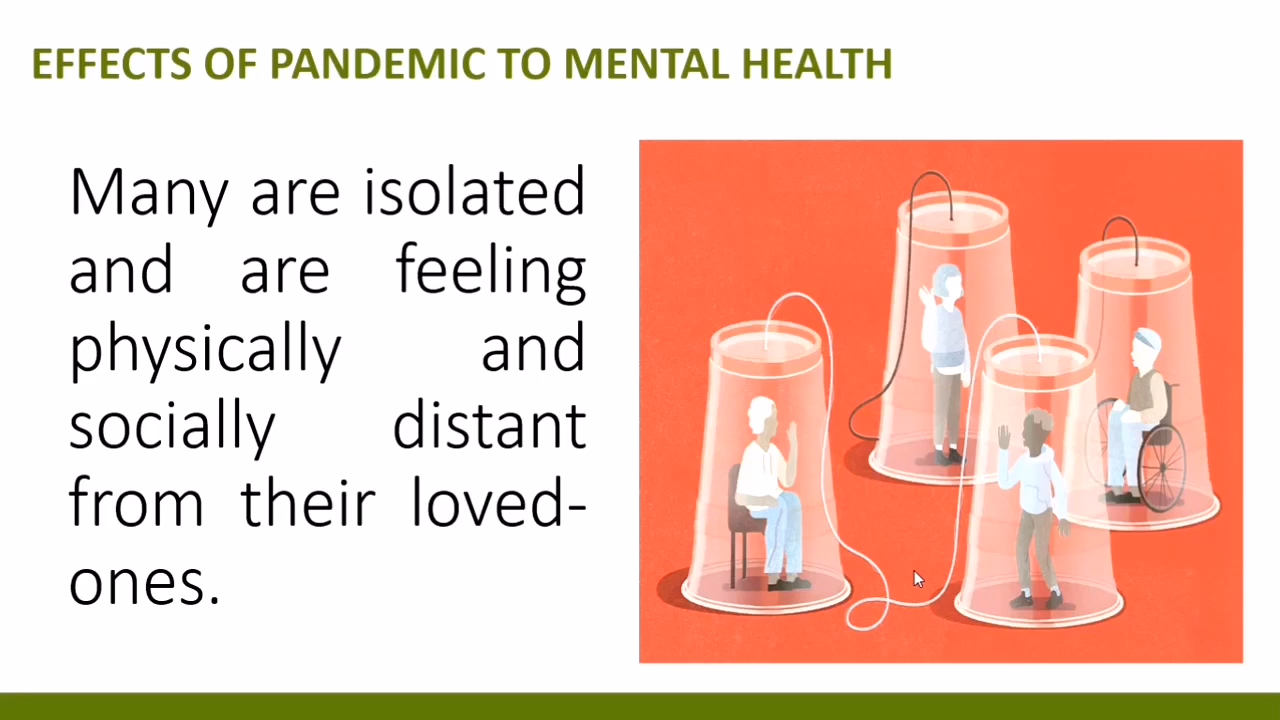 EFFECTS OF PANDEMIC TO MENTAL HEALTH
Many are isolated
and are feeling
physically and
socially distant
from their loved-
ones.